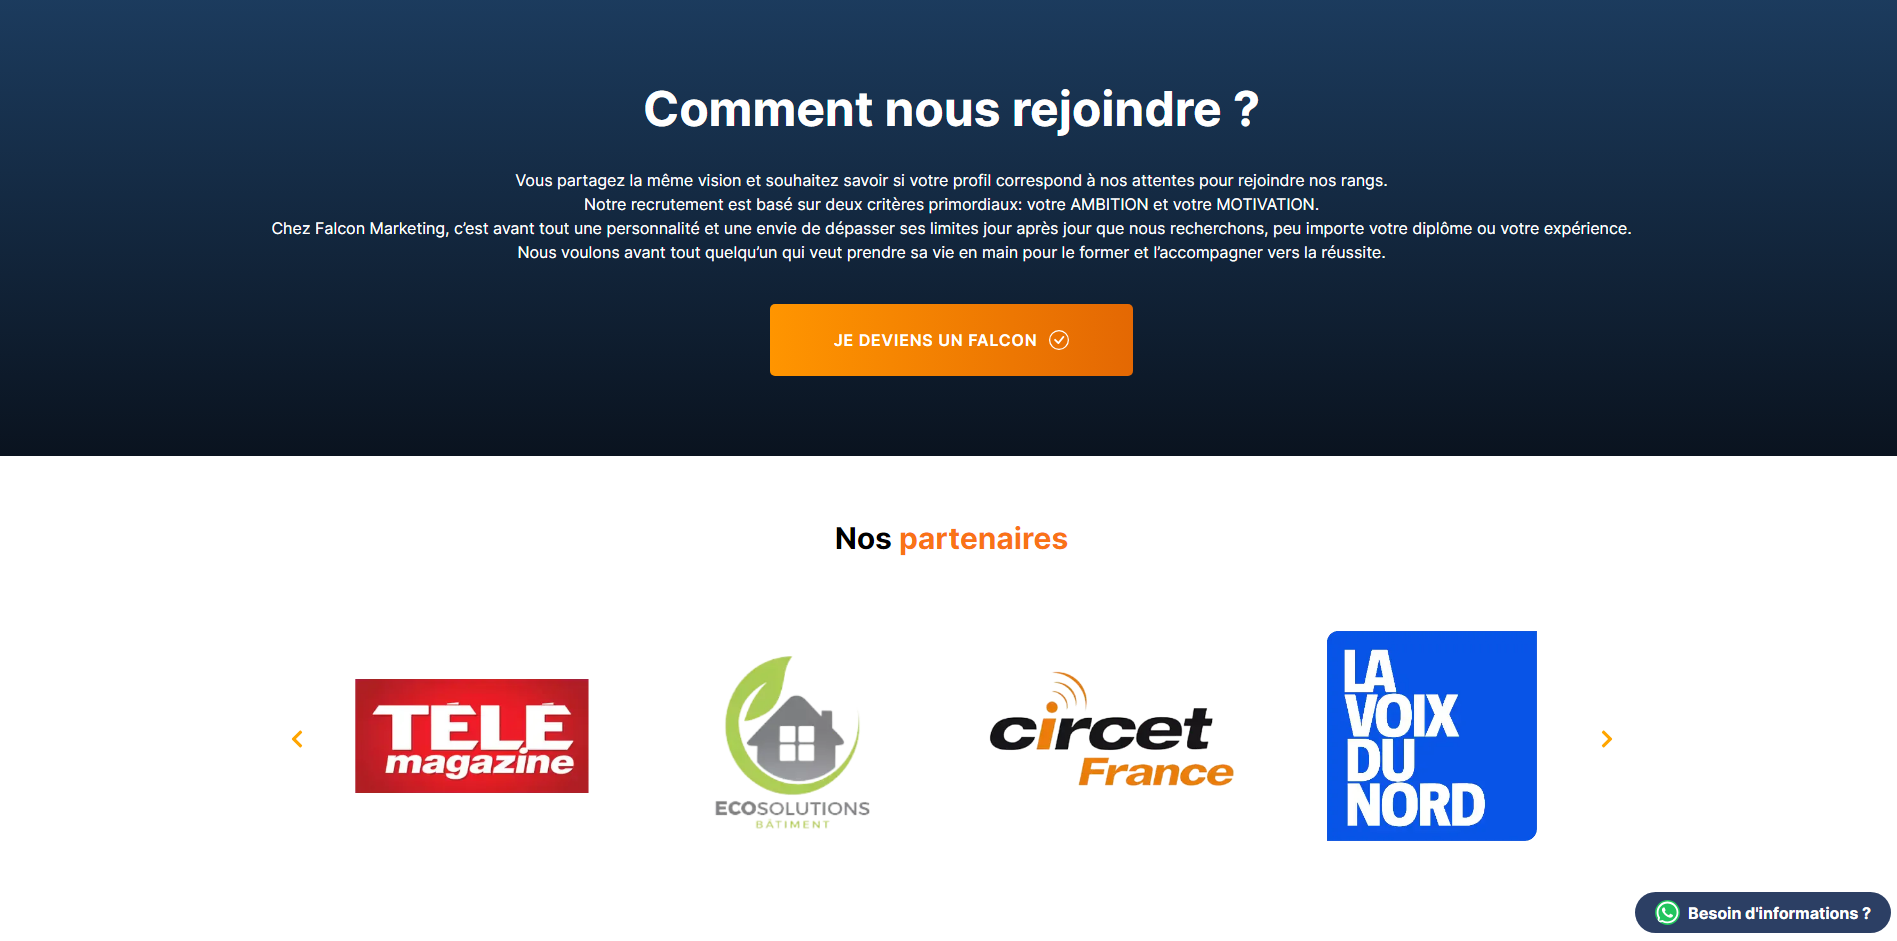 Comment nous rejoindre ?
Vous partagez la même vision et souhaitez savoir si votre profil correspond à nos attentes pour rejoindre nos rangs.
Notre recrutement est basé sur deux critères primordiaux: votre AMBITION et votre MOTIVATION.
Chez Falcon Marketing, c’est avant tout une personnalité et une envie de dépasser ses limites jour après jour que nous recherchons, peu importe votre diplôme ou votre expérience.
Nous voulons avant tout quelqu’un qui veut prendre sa vie en main pour le former et l’accompagner vers la réussite.
JE DEVIENS UN FALCON
Nos partenaires
TÉLÉ
magazine
ECOSOLUTIONS
BÂTIMENT
circet
France
LA
VOIX
DU
NORD
Besoin d'informations ?